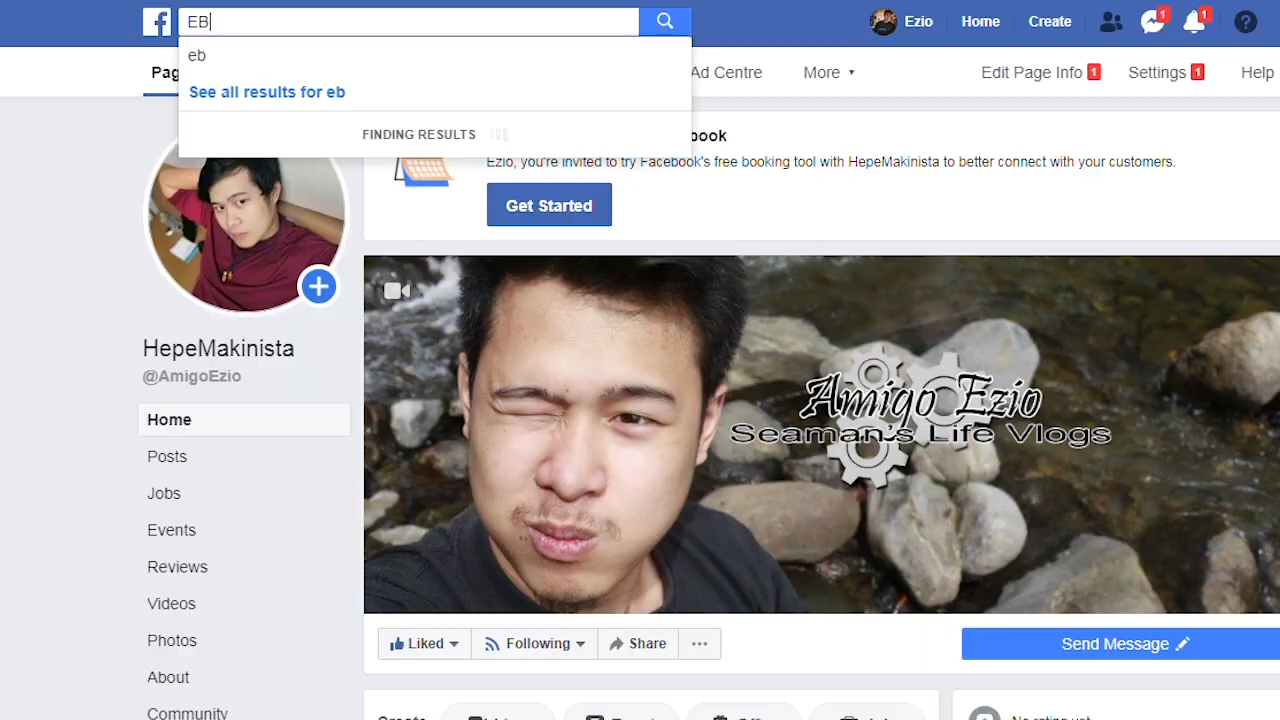 EB
Ezio
Home
Create
1
1
eb
See all results for eb
FINDING RESULTS
Ad Centre
More
Edit Page Info 1
Settings 1
Help
Ezio, you're invited to try Facebook's free booking tool with HepeMakinista to better connect with your customers.
Get Started
HepeMakinista
@AmigoEzio
Home
Posts
Jobs
Events
Reviews
Videos
Photos
About
Community
Amigo Ezio
Seaman's Life Vlogs
Liked
Following
Share
Send Message